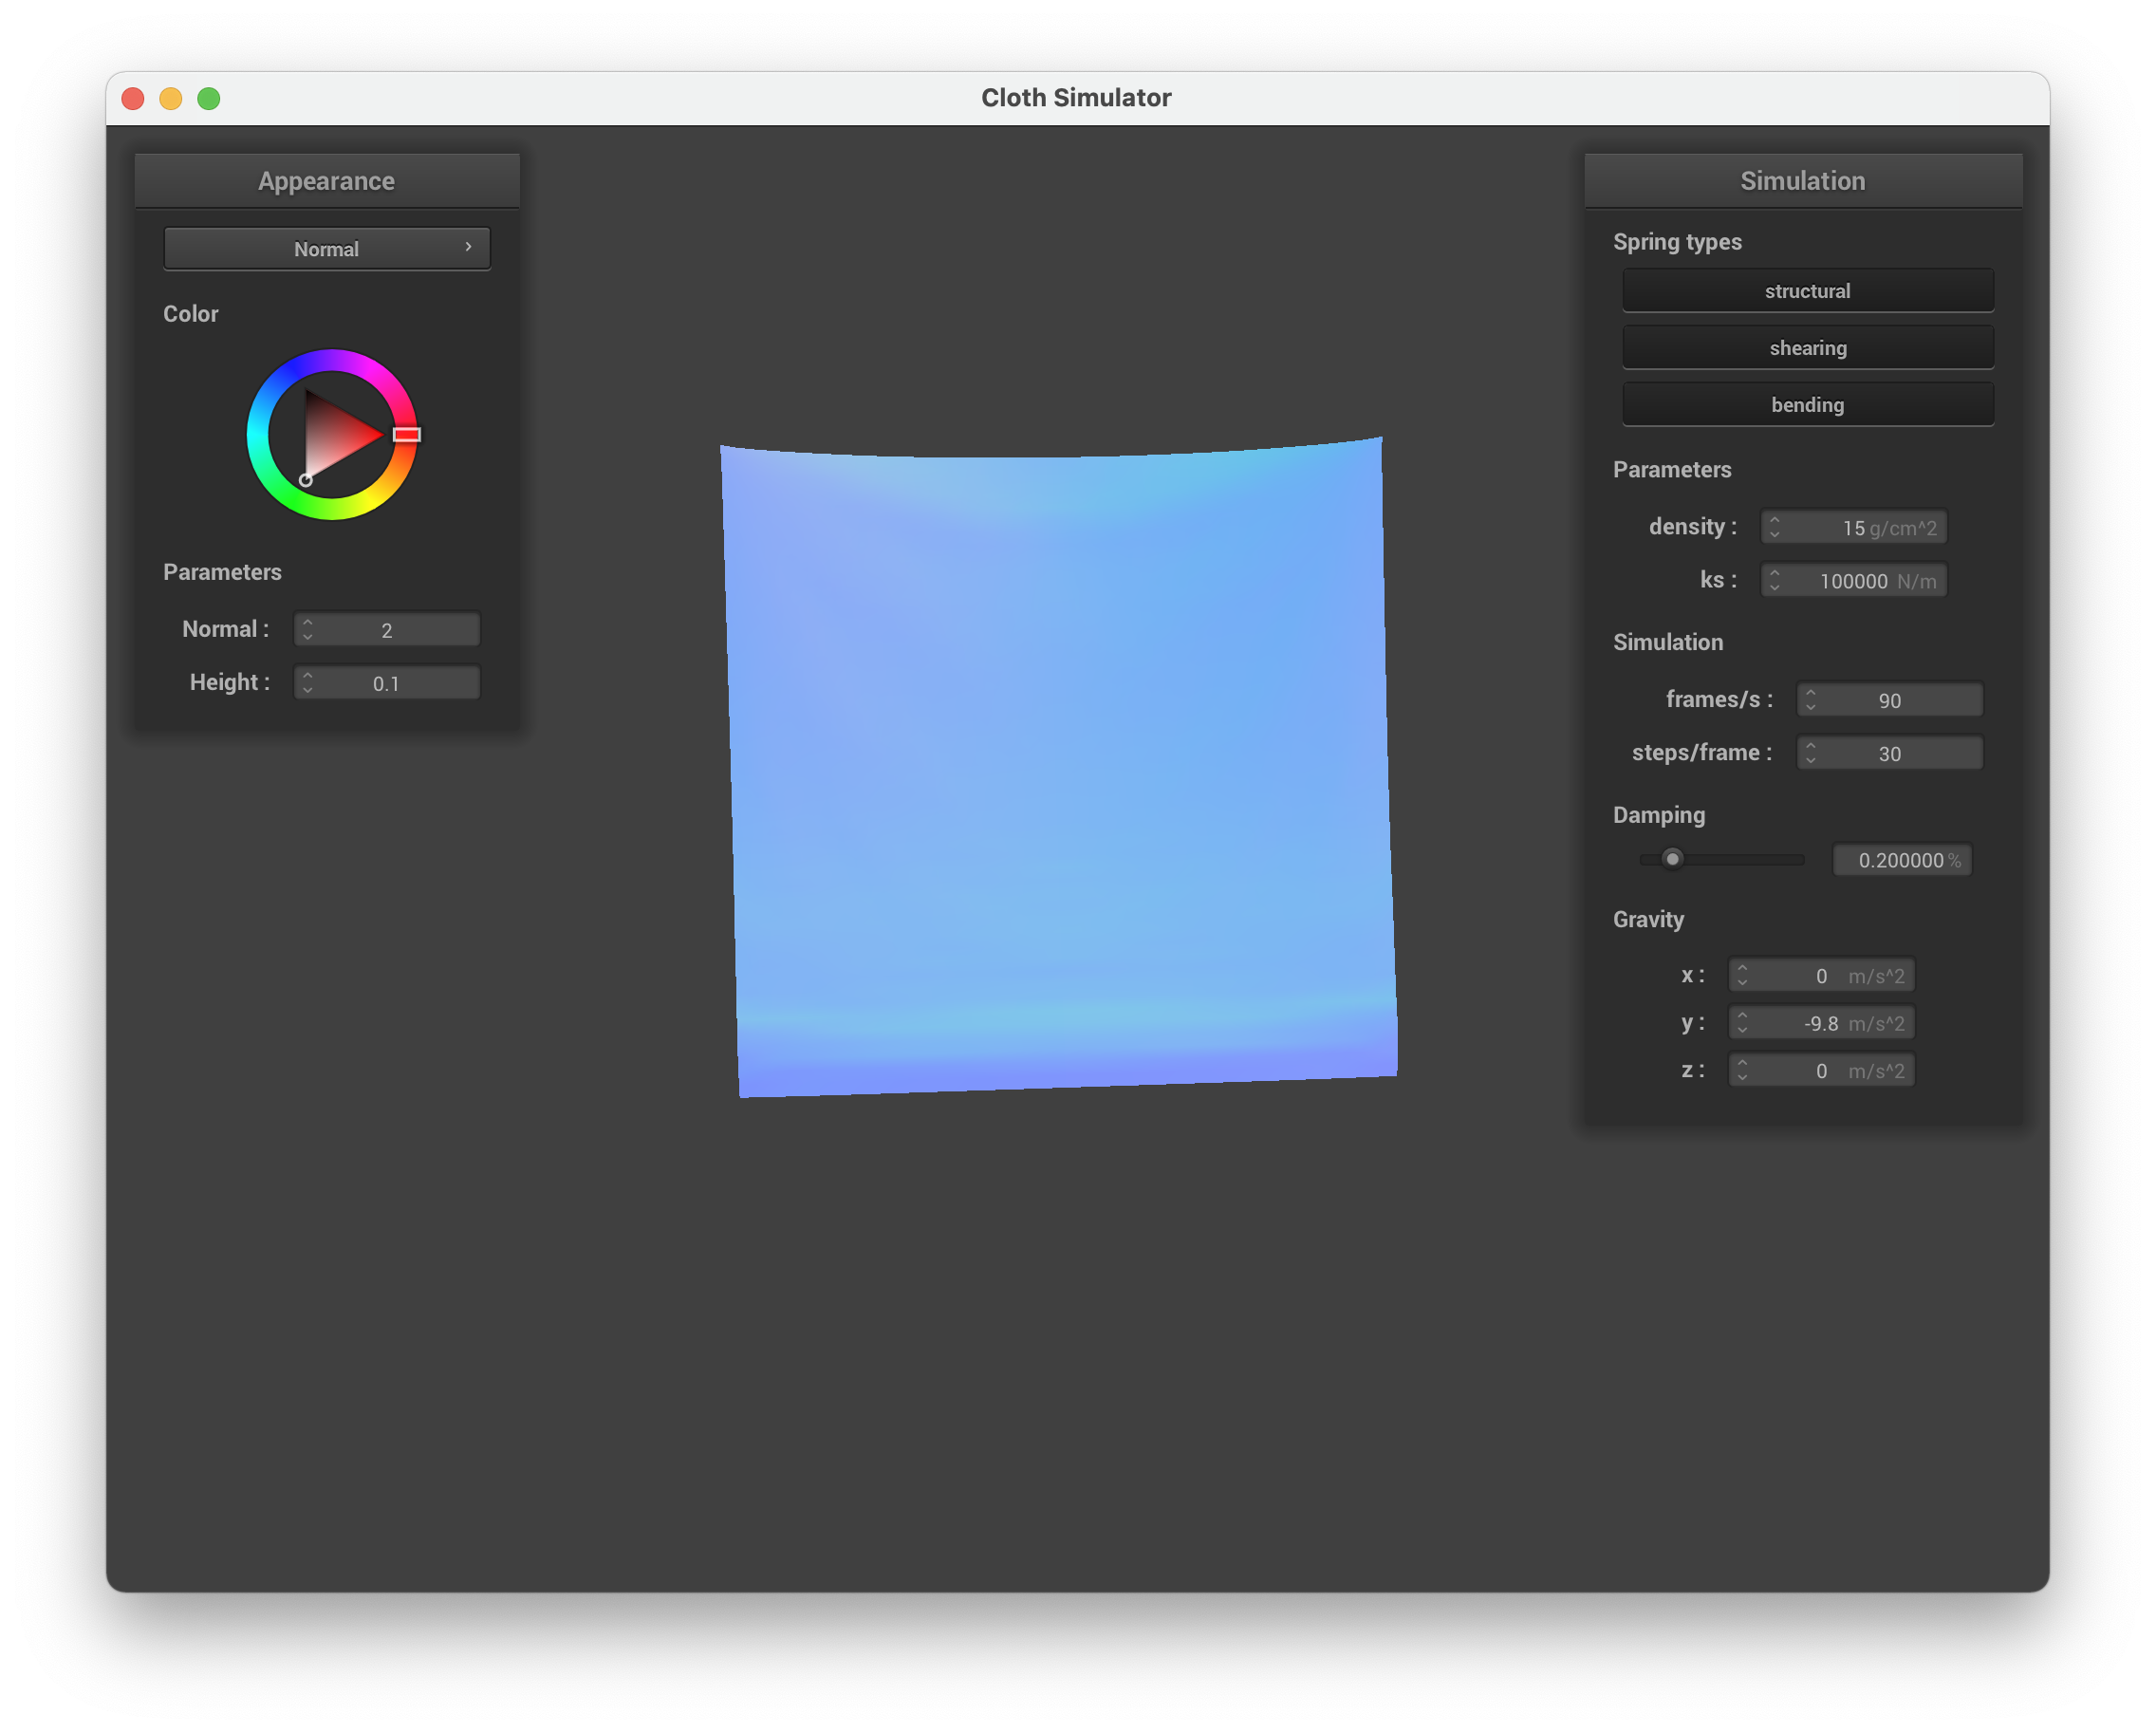 Cloth Simulator
Appearance
Normal
Color
Parameters
Normal : 2
Height : 0.1
Simulation
Spring types
structural
shearing
bending
Parameters
density : 15 g/cm^2
ks : 100000 N/m
Simulation
frames/s : 90
steps/frame : 30
Damping
0.200000 %
Gravity
x : 0 m/s^2
y : -9.8 m/s^2
z : 0 m/s^2